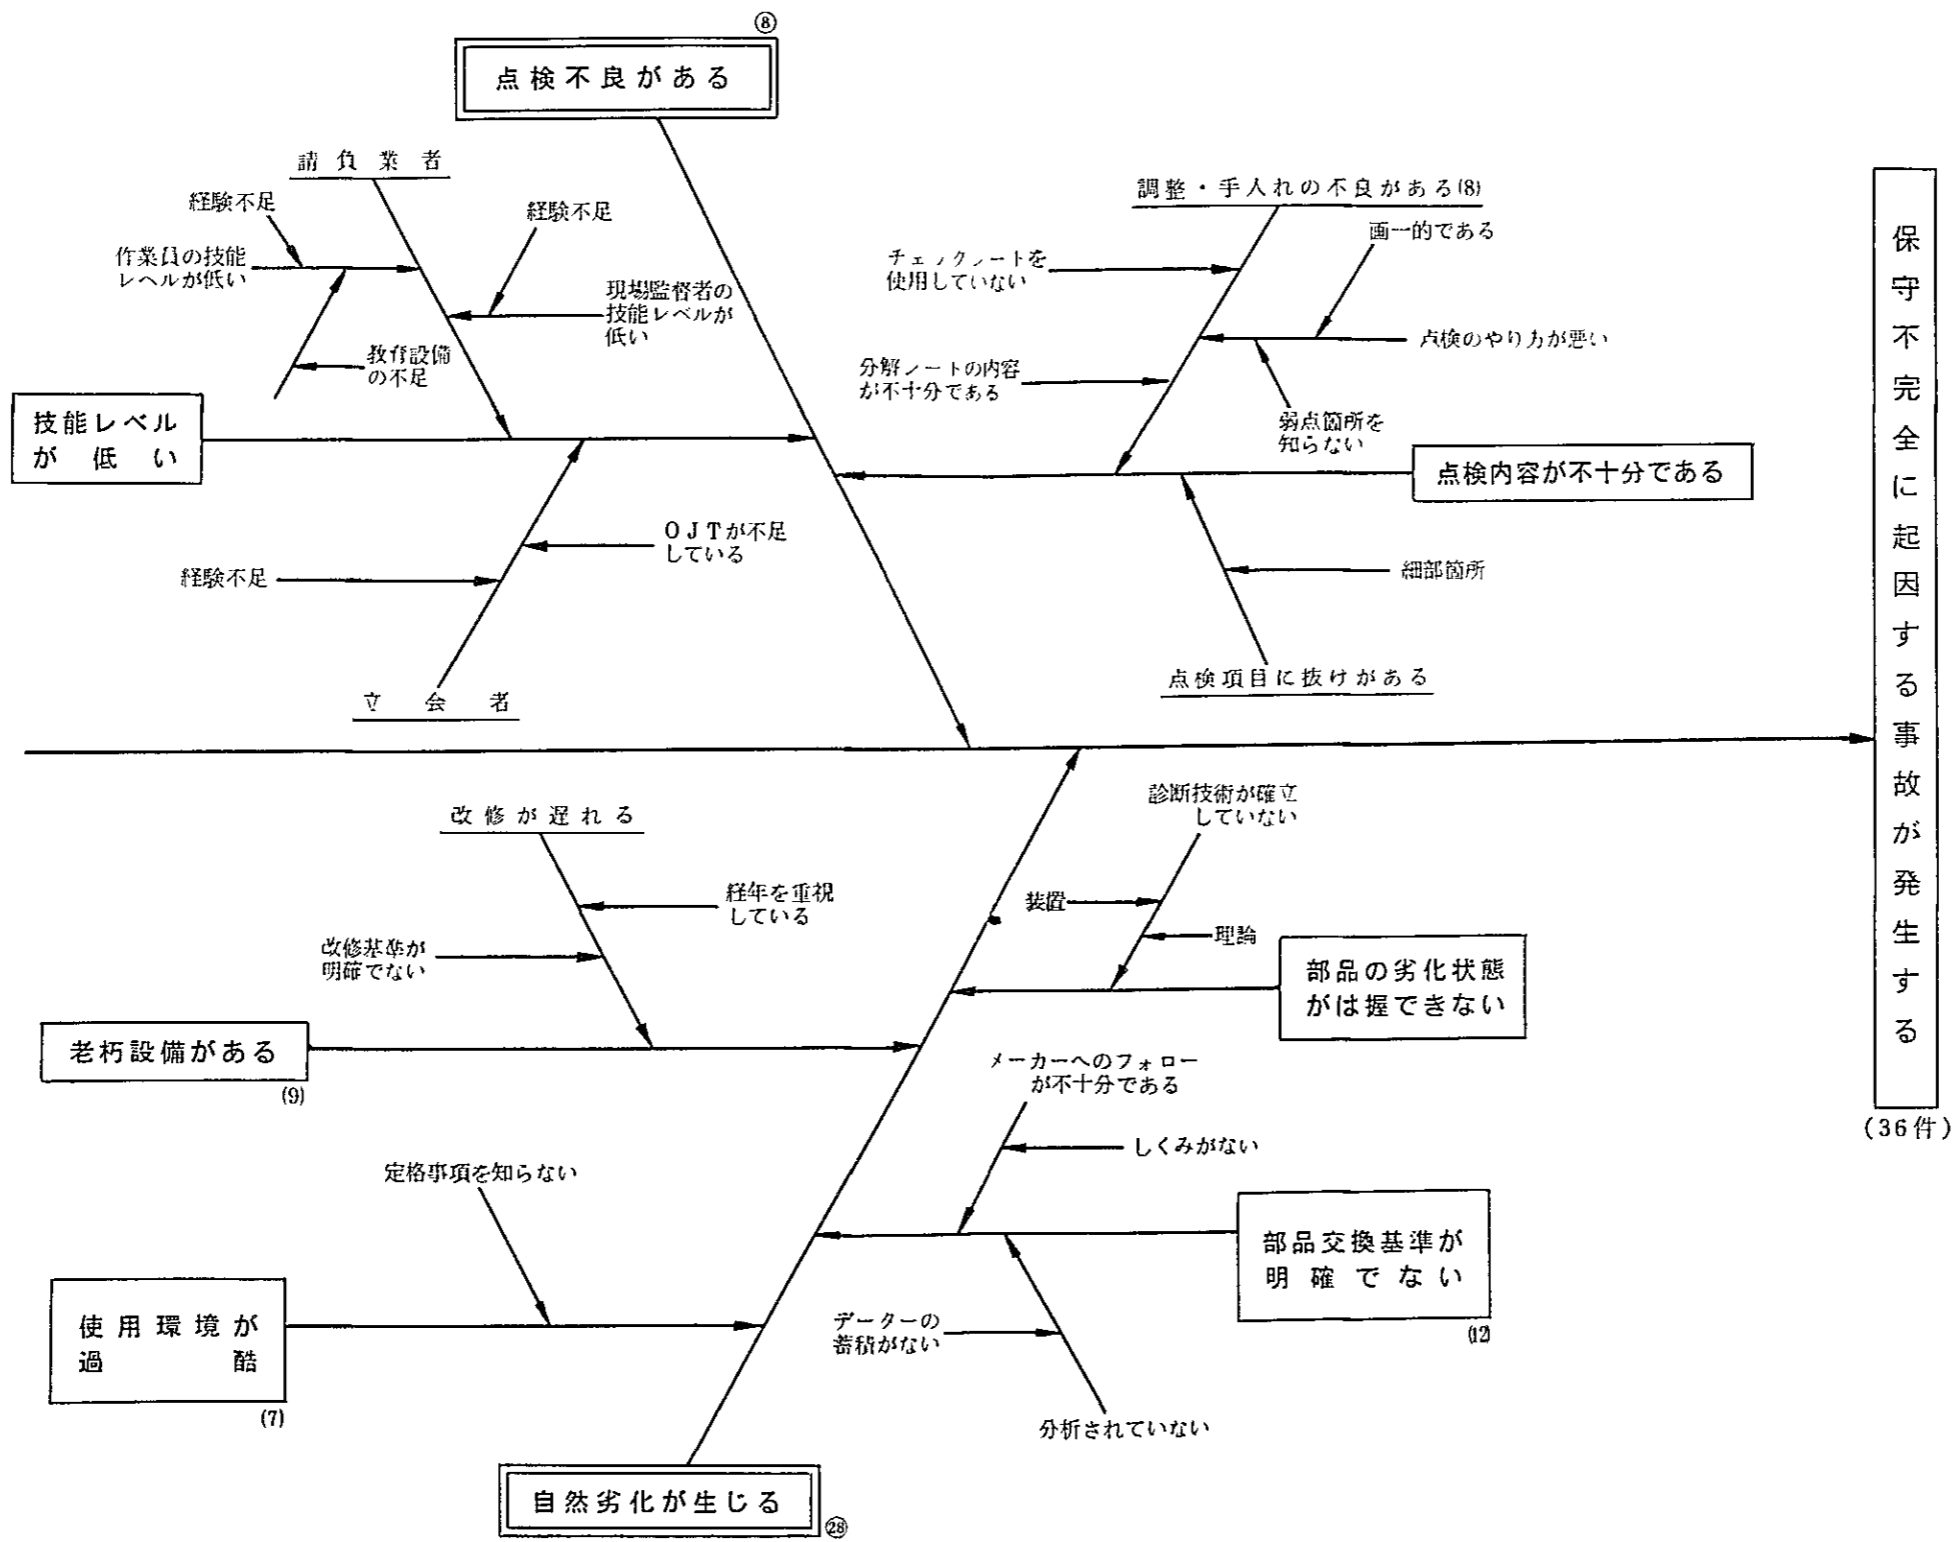 ⑧
点検不良がある
請負業者
経験不足
作業員の技能
レベルが低い
教育設備
の不足
経験不足
現場監督者の
技能レベルが
低い
技能レベル
が低い
OJTが不足
している
経験不足
立会者
調整・手入れの不良がある(8)
画一的である
チェックノートを
使用していない
点検のやり方が悪い
分解ノートの内容
が不十分である
弱点箇所を
知らない
点検内容が不十分である
細部箇所
点検項目に抜けがある
保守不完全に起因する事故が発生する
(36件)
改修が遅れる
経年を重視
している
改修基準が
明確でない
老朽設備がある
(9)
診断技術が確立
していない
装置
理論
部品の劣化状態
がは握できない
メーカーへのフォロー
が不十分である
しくみがない
部品交換基準が
明確でない
(12)
データーの
蓄積がない
分析されていない
定格事項を知らない
使用環境が
過酷
(7)
自然劣化が生じる
㉘